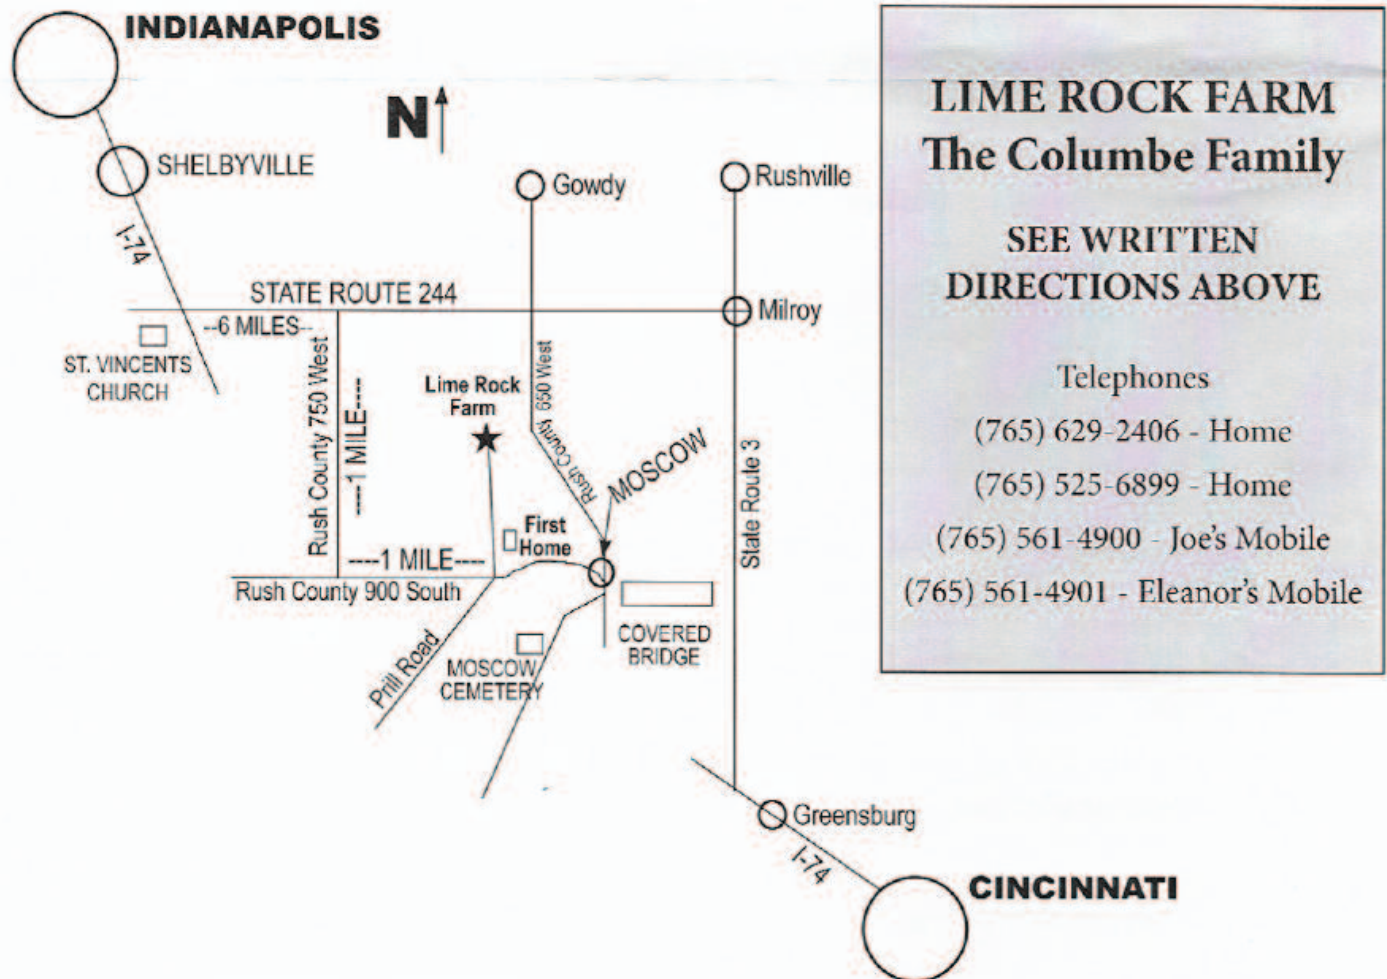 INDIANAPOLIS
N
SHELBYVILLE
Gowdy
Rushville
I-74
STATE ROUTE 244
Milroy
--6 MILES--
ST. VINCENTS
CHURCH
Rush County 750 West
----1 MILE----
Lime Rock
Farm
Rush County 650 West
MOSCOW
State Route 3
First
Home
----1 MILE----
Rush County 900 South
Prill Road
MOSCOW
CEMETERY
COVERED
BRIDGE
Greensburg
I-74
CINCINNATI
LIME ROCK FARM
The Columbe Family
SEE WRITTEN
DIRECTIONS ABOVE
Telephones
(765) 629-2406 - Home
(765) 525-6899 - Home
(765) 561-4900 - Joe's Mobile
(765) 561-4901 - Eleanor's Mobile